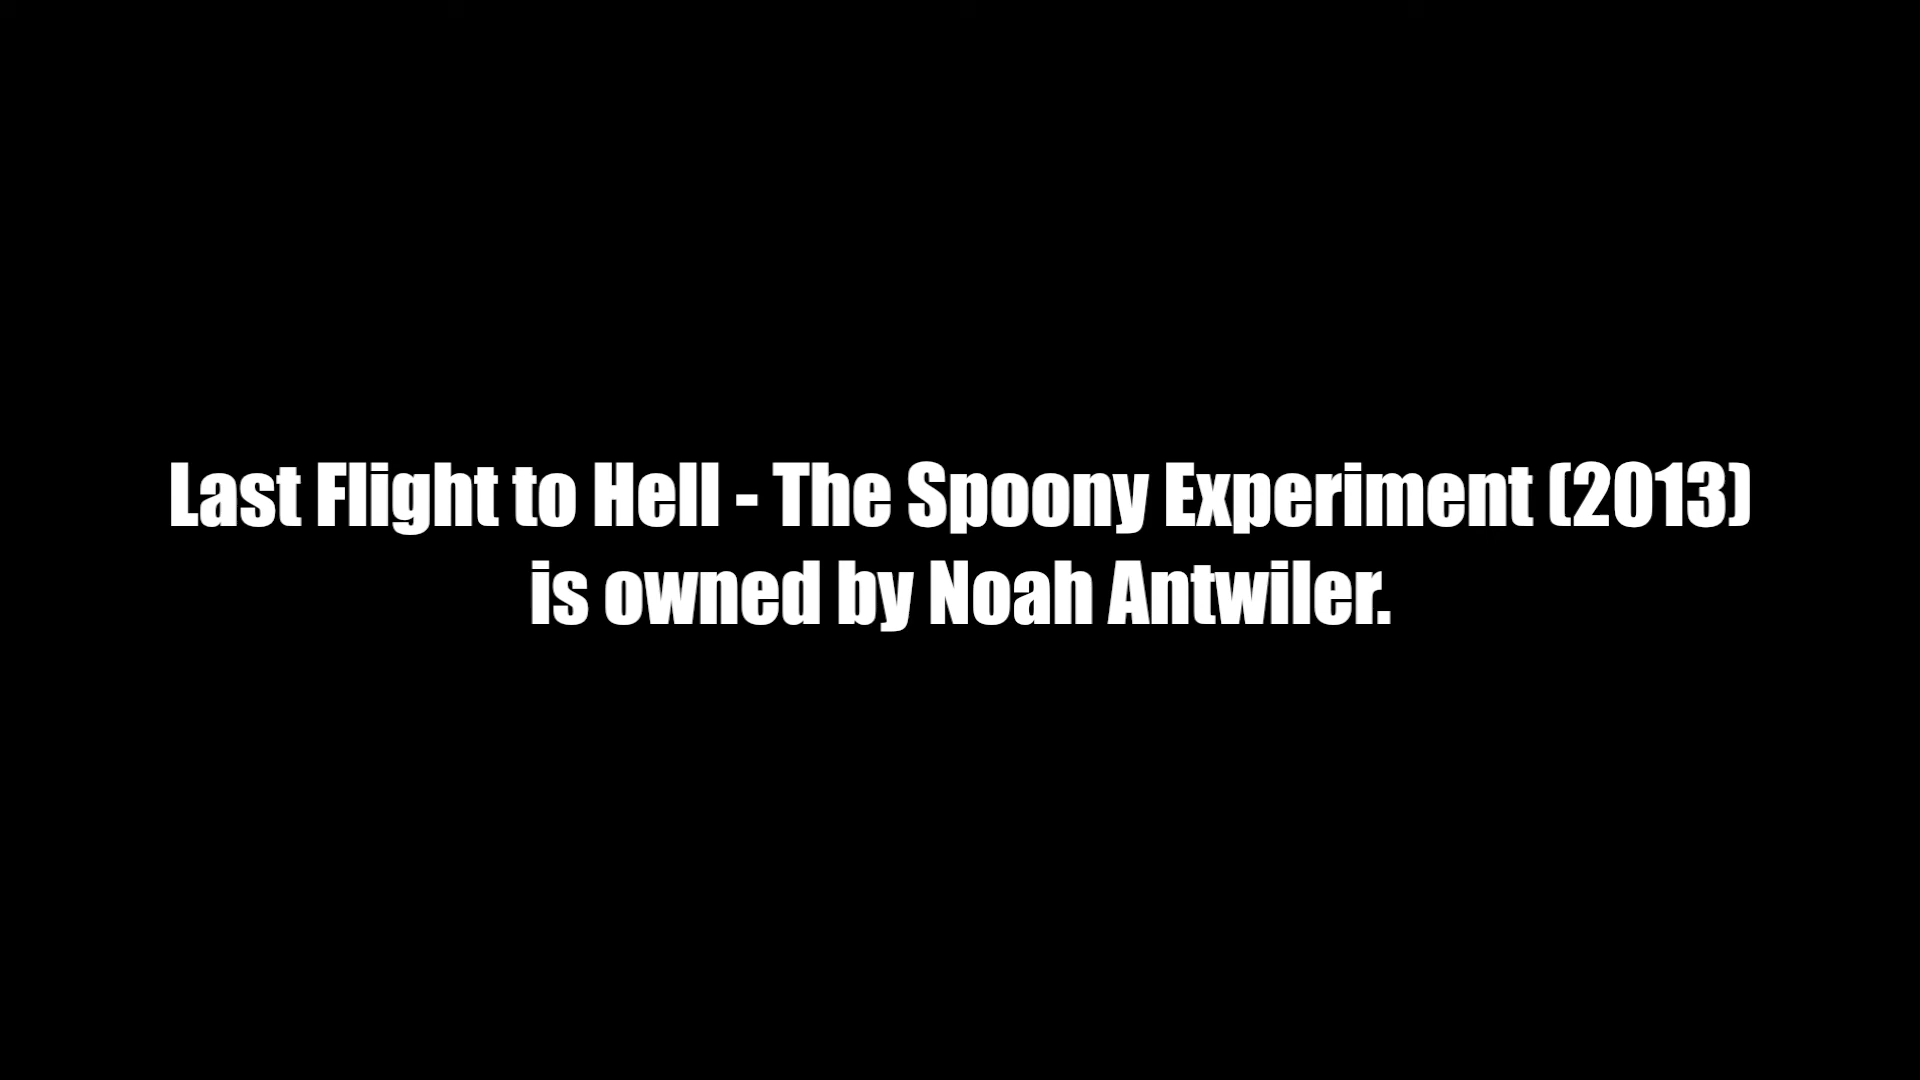 Last Flight to Hell - The Spoony Experiment (2013)
is owned by Noah Antwiler.